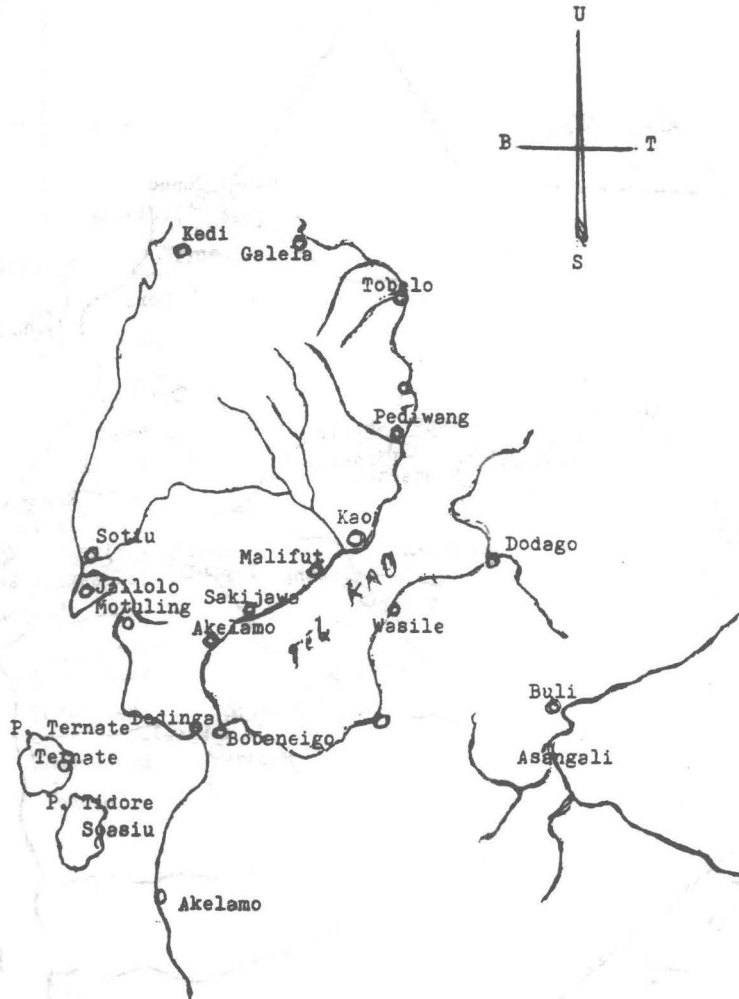 U
B T
S
Kedi
Galela
Tobelo
Pediwang
Kao
Sotiu
Dodago
Malifut
Jailolo
Sakijawa
Motuling
Wasile
Akelamo
Tel. KAO
Buli
Dodinga
P. Ternate
Bobaneigo
Ternate
Asangali
P. Tidore
Soasiu
Akelamo